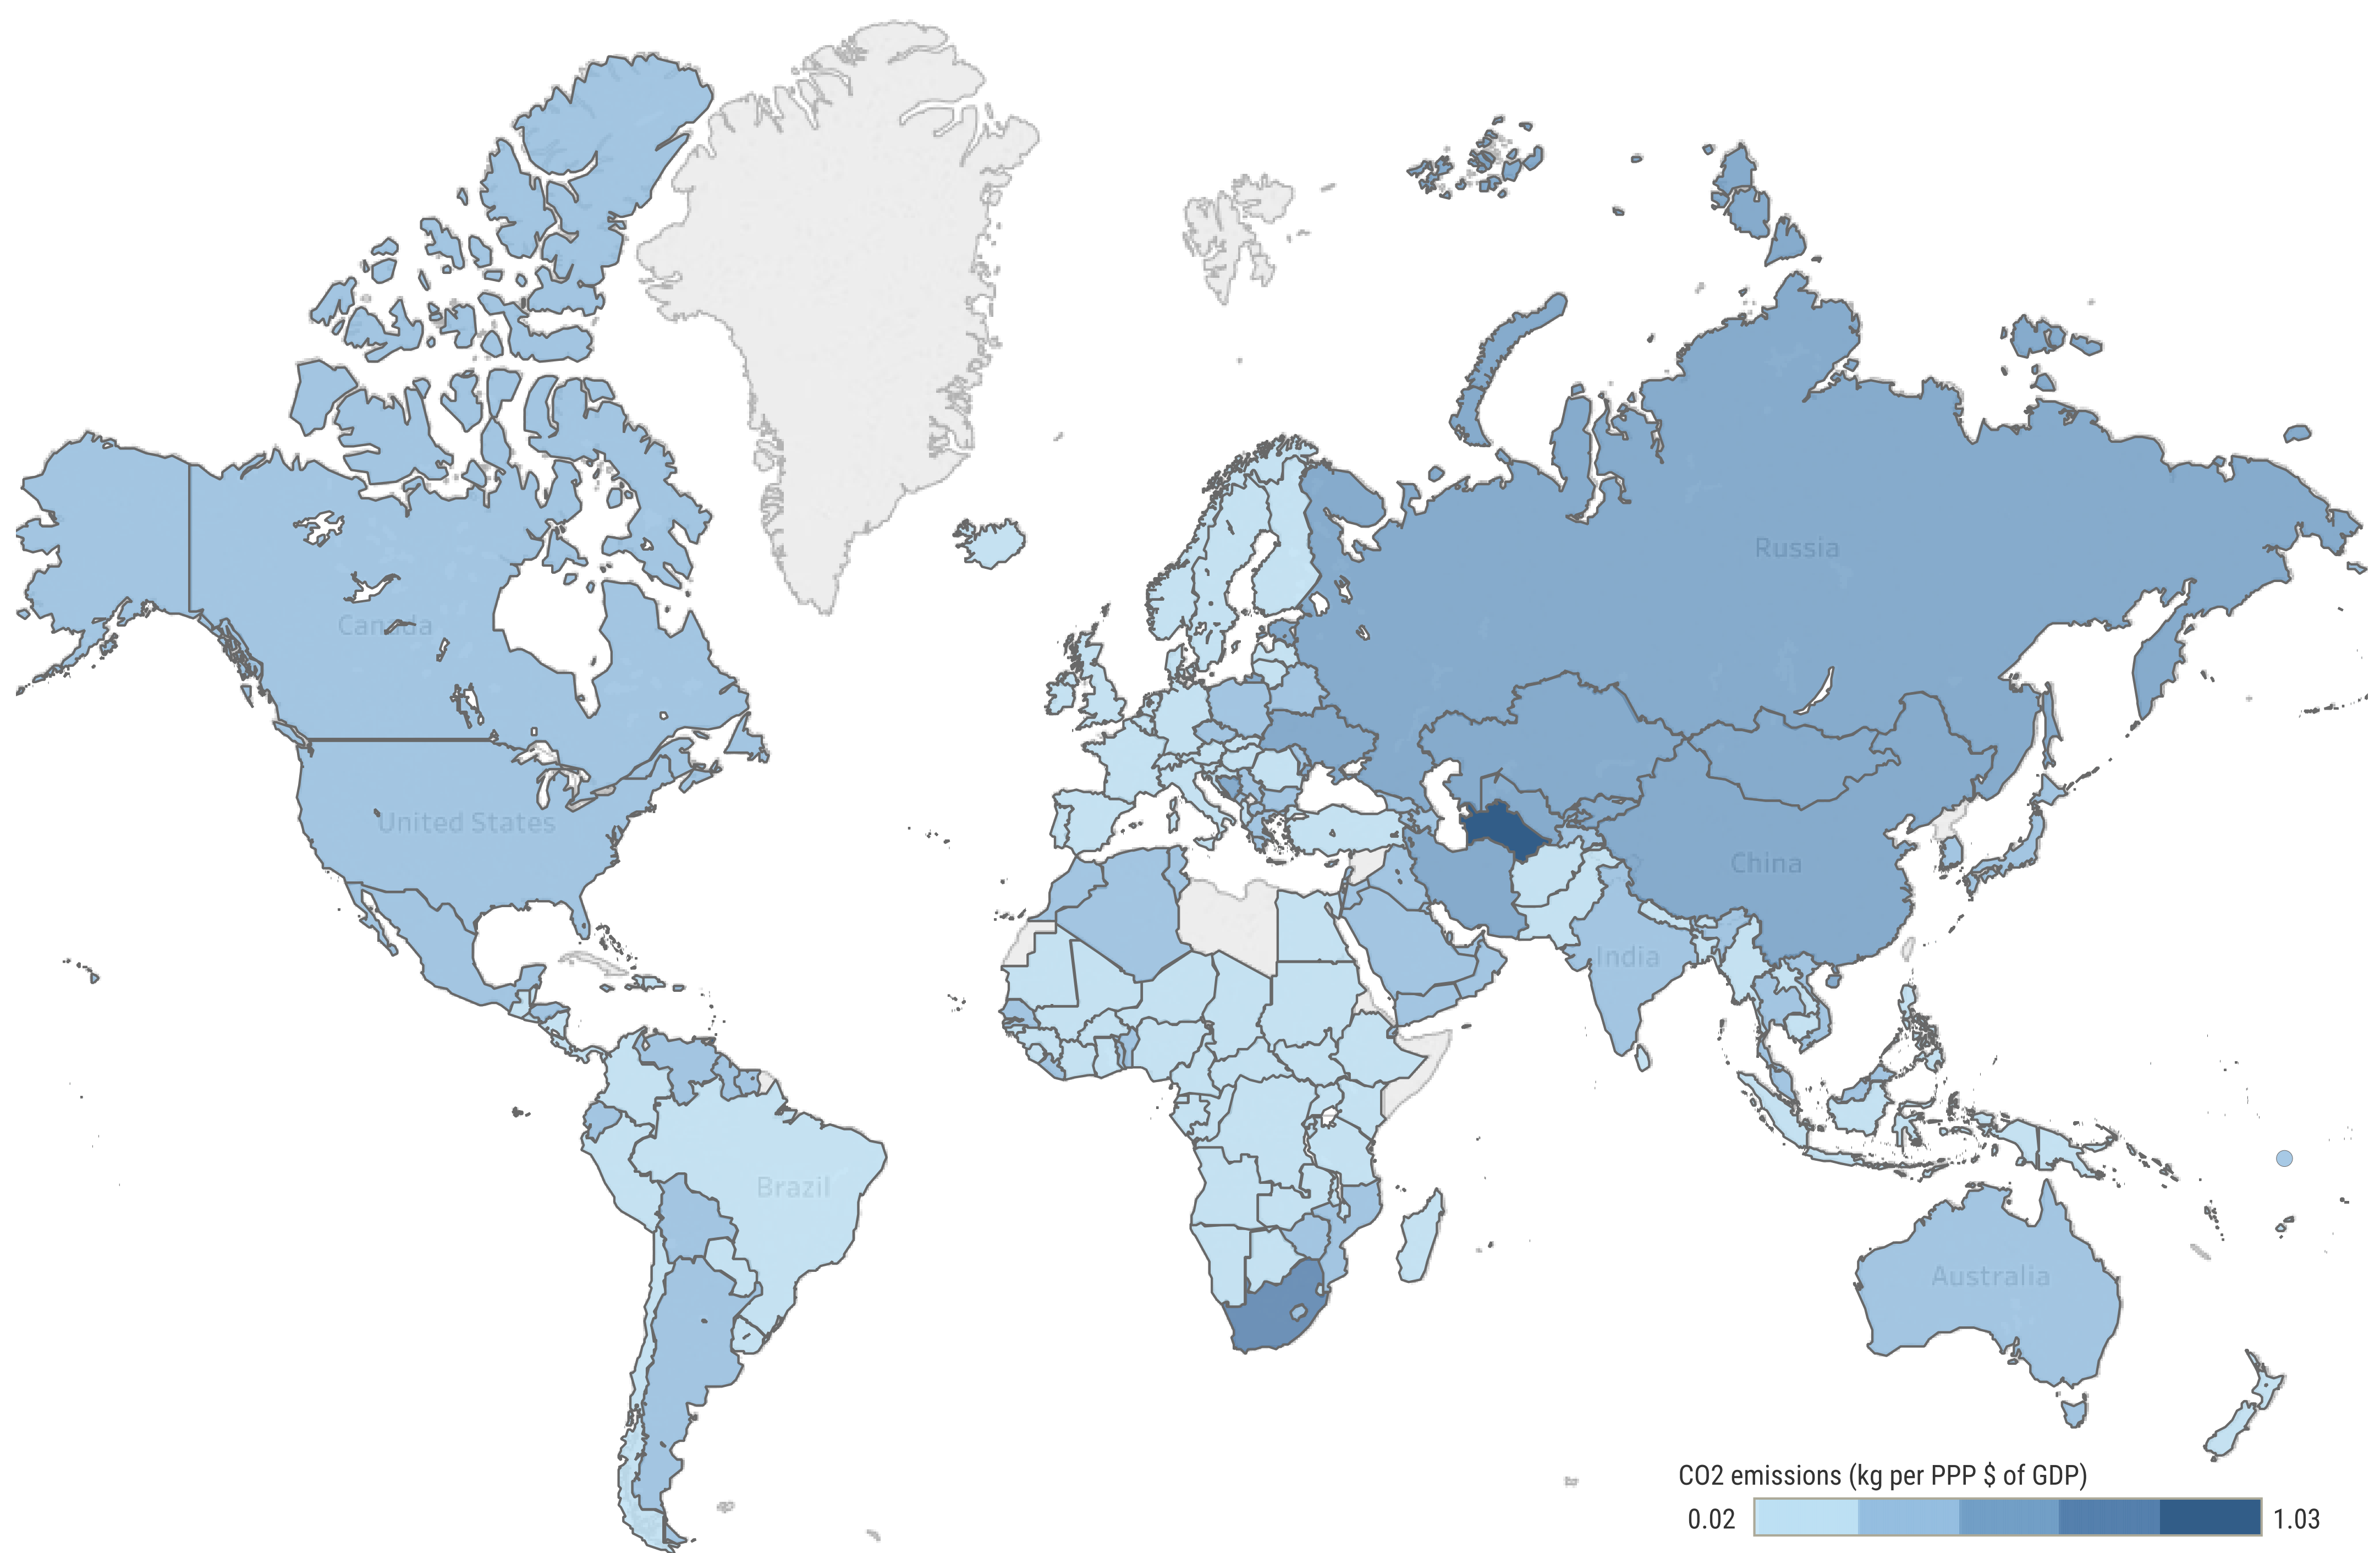 Russia
Canada
United States
China
India
Brazil
Australia
CO2 emissions (kg per PPP $ of GDP)
0.02 1.03